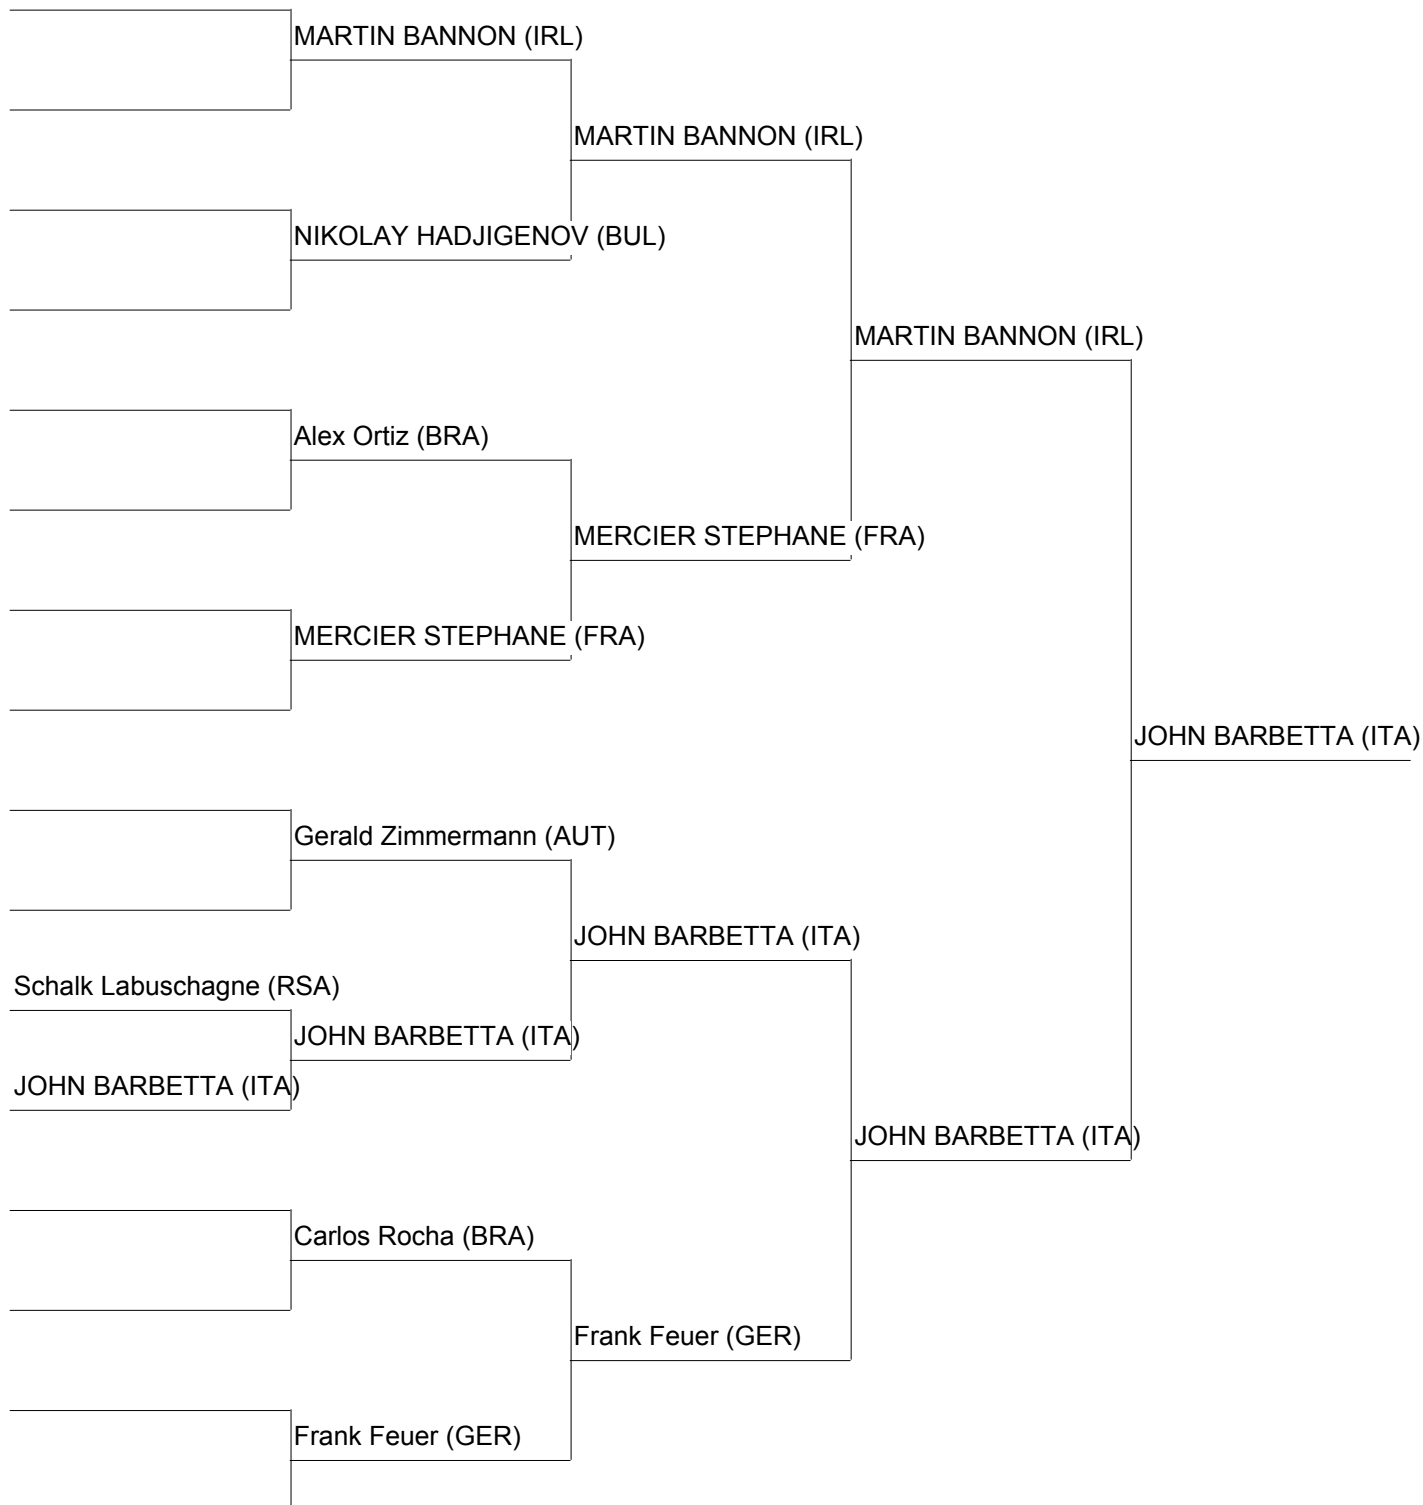 MARTIN BANNON (IRL)
MARTIN BANNON (IRL)
NIKOLAY HADJIGENOV (BUL)
MARTIN BANNON (IRL)
Alex Ortiz (BRA)
MERCIER STEPHANE (FRA)
MERCIER STEPHANE (FRA)
JOHN BARBETTA (ITA)
Gerald Zimmermann (AUT)
JOHN BARBETTA (ITA)
Schalk Labuschagne (RSA)
JOHN BARBETTA (ITA)
JOHN BARBETTA (ITA)
JOHN BARBETTA (ITA)
Carlos Rocha (BRA)
Frank Feuer (GER)
Frank Feuer (GER)